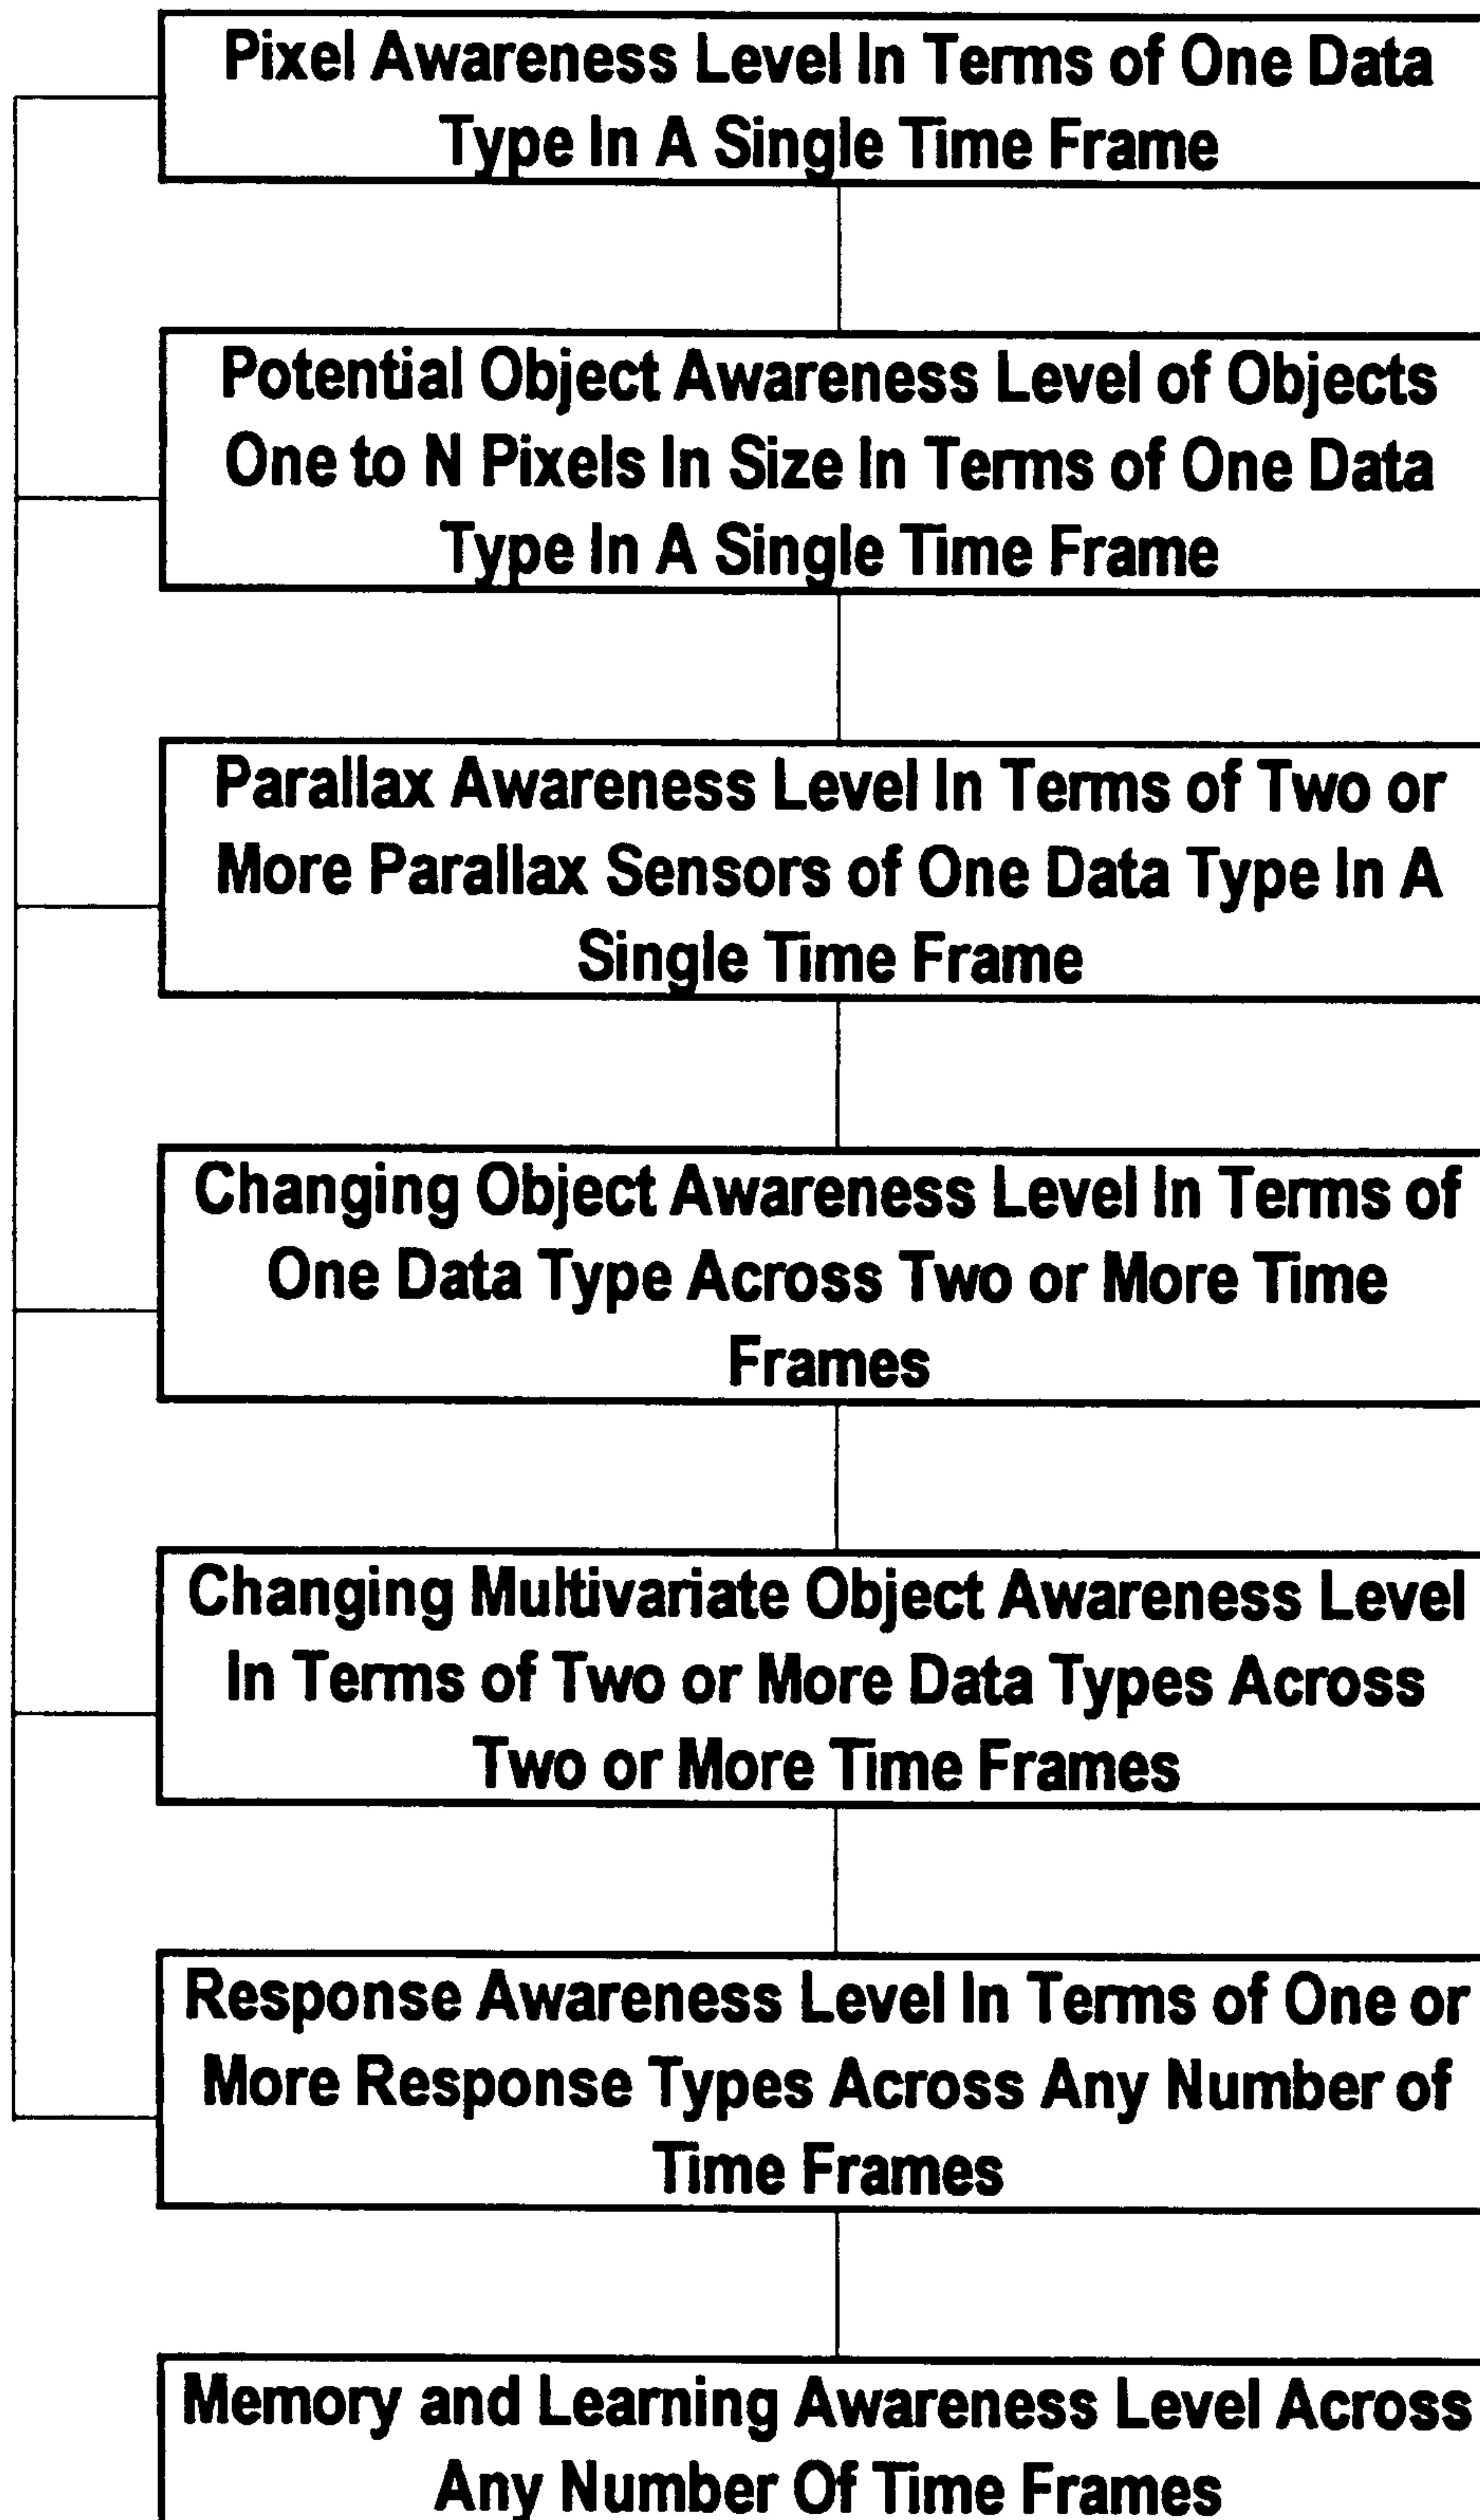 Pixel Awareness Level In Terms of One Data
Type In A Single Time Frame
Potential Object Awareness Level of Objects
One to N Pixels In Size In Terms of One Data
Type In A Single Time Frame
Parallax Awareness Level In Terms of Two or
More Parallax Sensors of One Data Type In A
Single Time Frame
Changing Object Awareness Level In Terms of
One Data Type Across Two or More Time
Frames
Changing Multivariate Object Awareness Level
In Terms of Two or More Data Types Across
Two or More Time Frames
Response Awareness Level In Terms of One or
More Response Types Across Any Number of
Time Frames
Memory and Learning Awareness Level Across
Any Number Of Time Frames